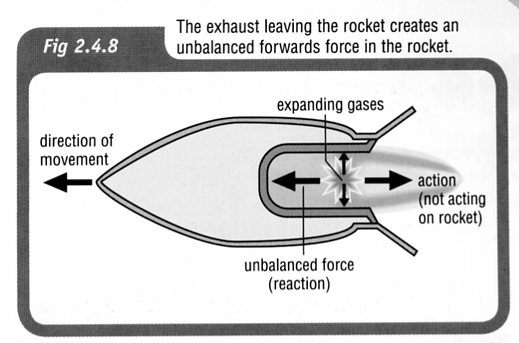 Fig 2.4.8
The exhaust leaving the rocket creates an
unbalanced forwards force in the rocket.
expanding gases
direction of
movement
action
(not acting
on rocket)
unbalanced force
(reaction)